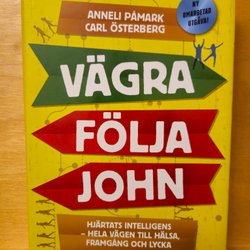 ANNELI PÅMARK
CARL ÖSTERBERG
NY
OMARBETAD
UTGÅVA!
VÄGRA
FÖLJA
JOHN
HJÄRTATS INTELLIGENS
– HELA VÄGEN TILL HÄLSA,
FRAMGÅNG OCH LYCKA